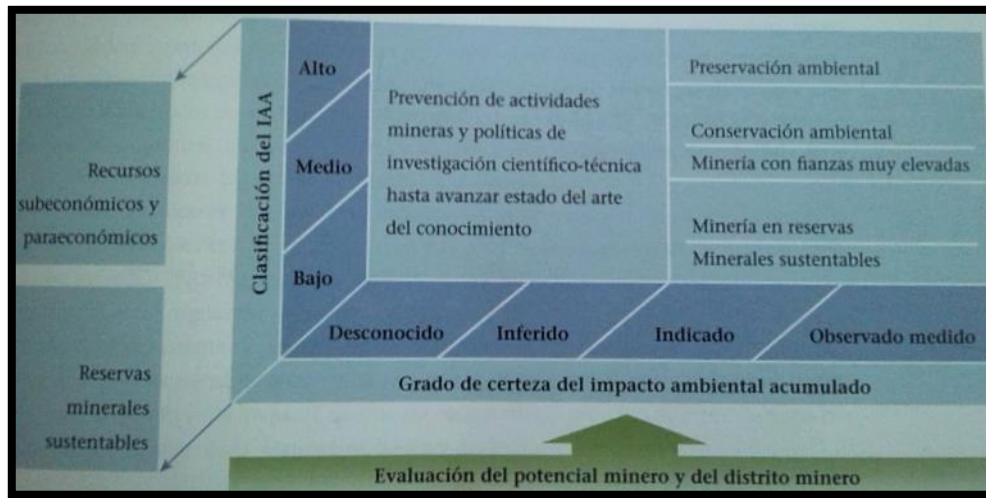 Recursos
subeconómicos y
paraeconómicos
Reservas
minerales
sustentables
Clasificación del IAA
Alto
Medio
Bajo
Prevención de actividades
mineras y políticas de
investigación científico-técnica
hasta avanzar estado del arte
del conocimiento
Preservación ambiental
Conservación ambiental
Minería con fianzas muy elevadas
Minería en reservas
Minerales sustentables
Desconocido
Inferido
Indicado
Observado medido
Grado de certeza del impacto ambiental acumulado
Evaluación del potencial minero y del distrito minero